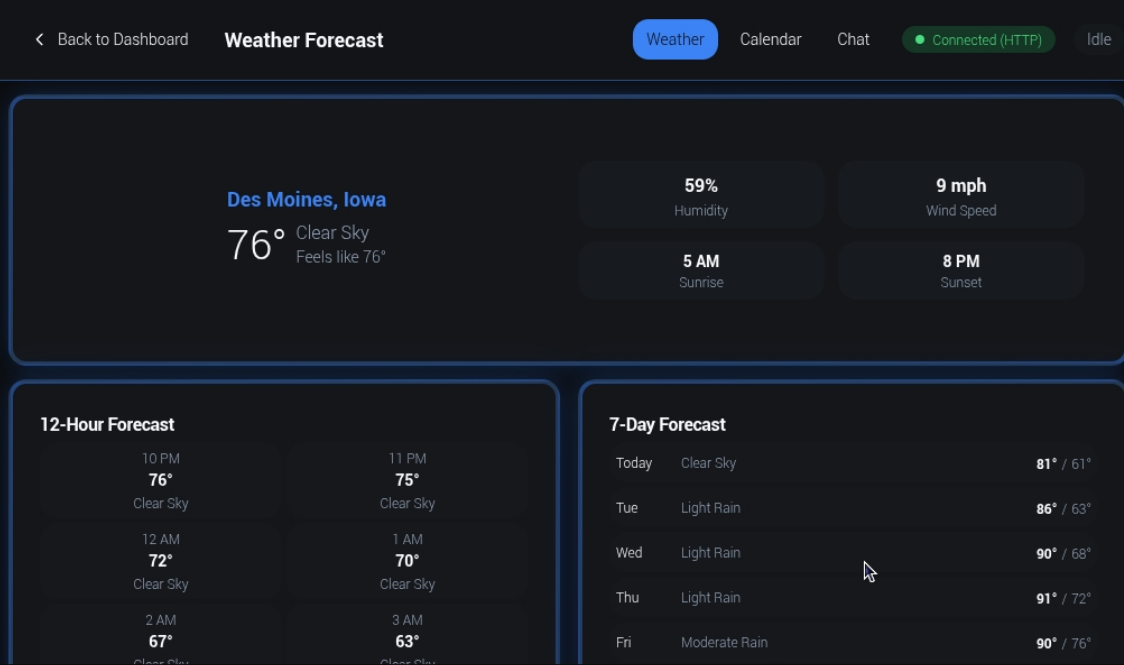 Back to Dashboard Weather Forecast Weather Calendar Chat Connected (HTTP) Idle
Des Moines, Iowa
76° Clear Sky
Feels like 76°
59%
Humidity
9 mph
Wind Speed
5 AM
Sunrise
8 PM
Sunset
12-Hour Forecast
10 PM
76°
Clear Sky
11 PM
75°
Clear Sky
12 AM
72°
Clear Sky
1 AM
70°
Clear Sky
2 AM
67°
Clear Sky
3 AM
63°
Clear Sky
7-Day Forecast
Today Clear Sky 81° / 61°
Tue Light Rain 86° / 63°
Wed Light Rain 90° / 68°
Thu Light Rain 91° / 72°
Fri Moderate Rain 90° / 76°